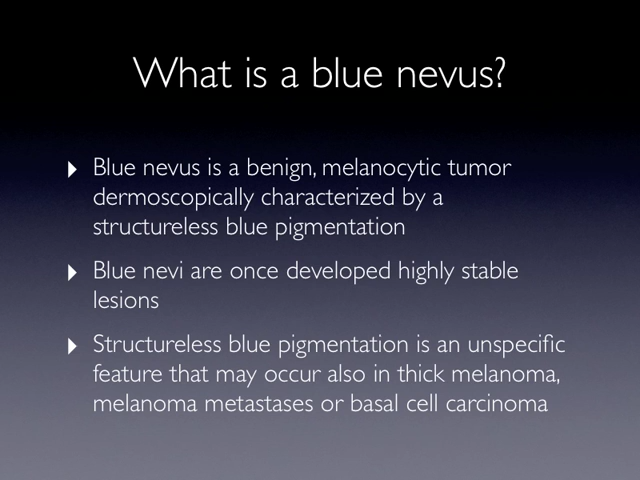 What is a blue nevus?
‣ Blue nevus is a benign, melanocytic tumor
dermoscopically characterized by a
structureless blue pigmentation
‣ Blue nevi are once developed highly stable
lesions
‣ Structureless blue pigmentation is an unspecific
feature that may occur also in thick melanoma,
melanoma metastases or basal cell carcinoma